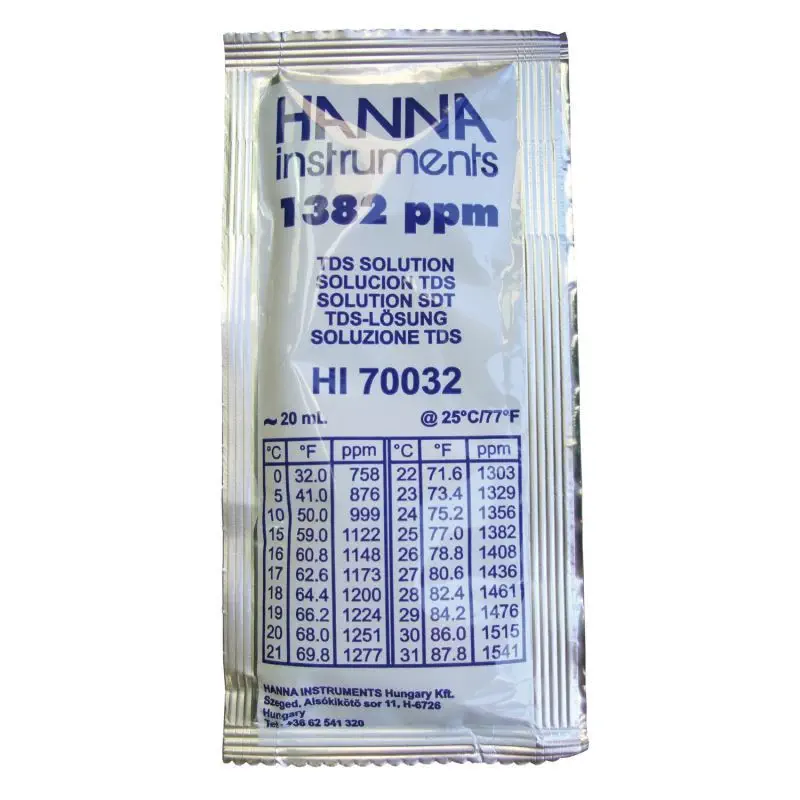 HANNA
instruments
1382 ppm
TDS SOLUTION
SOLUCION TDS
SOLUTION SDT
TDS-LÖSUNG
SOLUZIONE TDS
HI 70032
~ 20 mL @ 25°C/77°F
°C °F ppm °C °F ppm
0 32.0 758 22 71.6 1303
5 41.0 876 23 73.4 1329
10 50.0 999 24 75.2 1356
15 59.0 1122 25 77.0 1382
16 60.8 1148 26 78.8 1408
17 62.6 1173 27 80.6 1436
18 64.4 1200 28 82.4 1461
19 66.2 1224 29 84.2 1476
20 68.0 1251 30 86.0 1515
21 69.8 1277 31 87.8 1541
HANNA INSTRUMENTS Hungary Kft.
Szeged, Alsókikötő sor 11, H-6726
Hungary
Tel.: +36 62 541 320